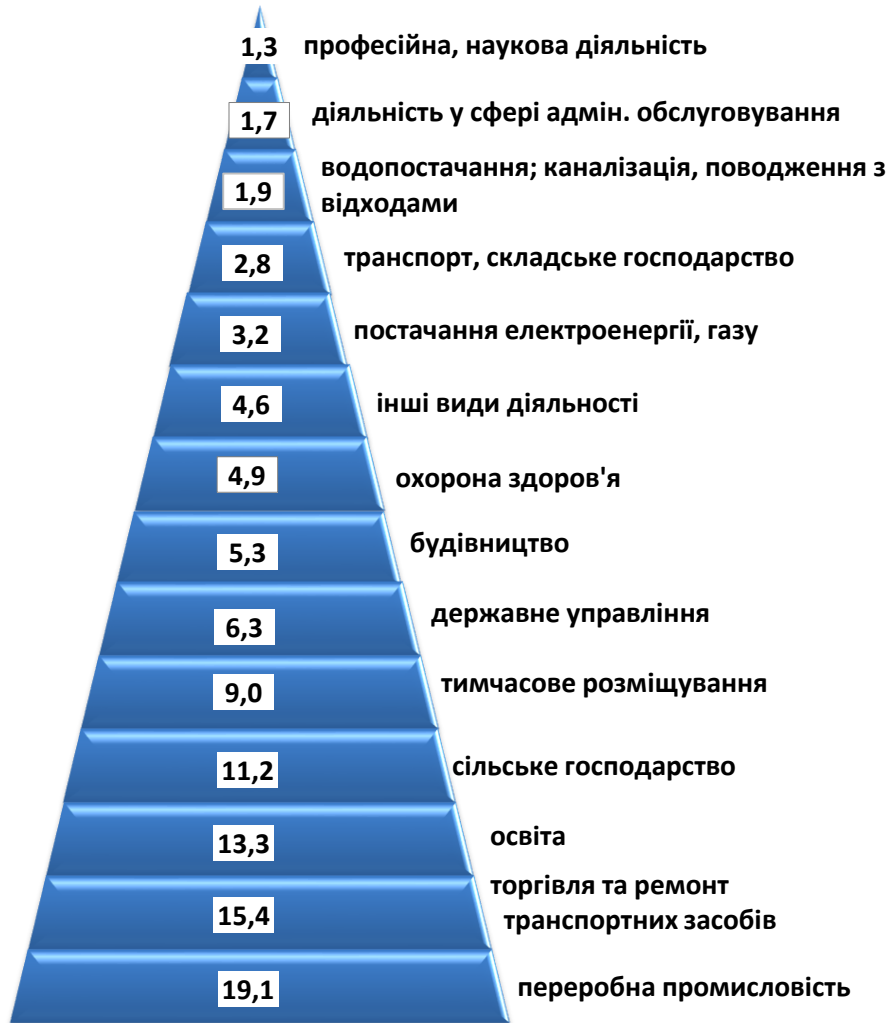 1,3 професійна, наукова діяльність
1,7 діяльність у сфері адмін. обслуговування
водопостачання; каналізація, поводження з
1,9 відходами
2,8 транспорт, складське господарство
3,2 постачання електроенергії, газу
4,6 інші види діяльності
4,9 охорона здоров'я
5,3 будівництво
6,3 державне управління
9,0 тимчасове розміщування
11,2 сільське господарство
13,3 освіта
торгівля та ремонт
15,4 транспортних засобів
19,1 переробна промисловість